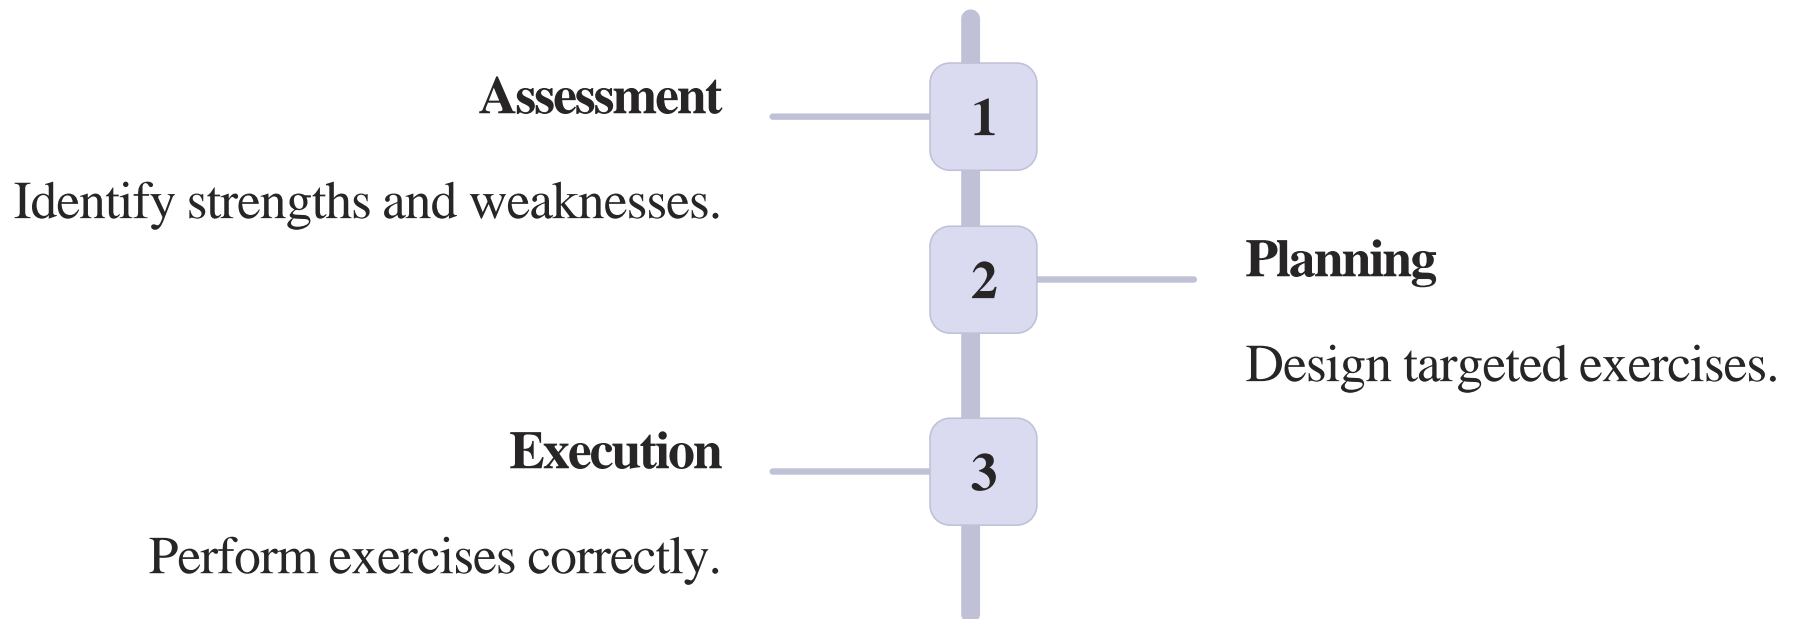 Assessment
1
Identify strengths and weaknesses.
2
Planning
Design targeted exercises.
Execution
3
Perform exercises correctly.